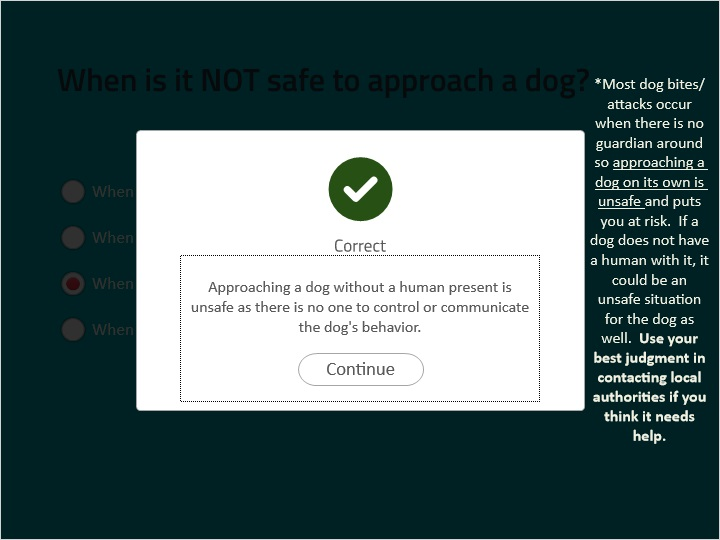 When is it NOT safe to approach a dog?
When
When
When
When
Correct
Approaching a dog without a human present is
unsafe as there is no one to control or communicate
the dog's behavior.
Continue
*Most dog bites/
attacks occur
when there is no
guardian around
so approaching a
dog on its own is
unsafe and puts
you at risk. If a
dog does not have
a human with it, it
could be an
unsafe situation
for the dog as
well. Use your
best judgment in
contacting local
authorities if you
think it needs
help.